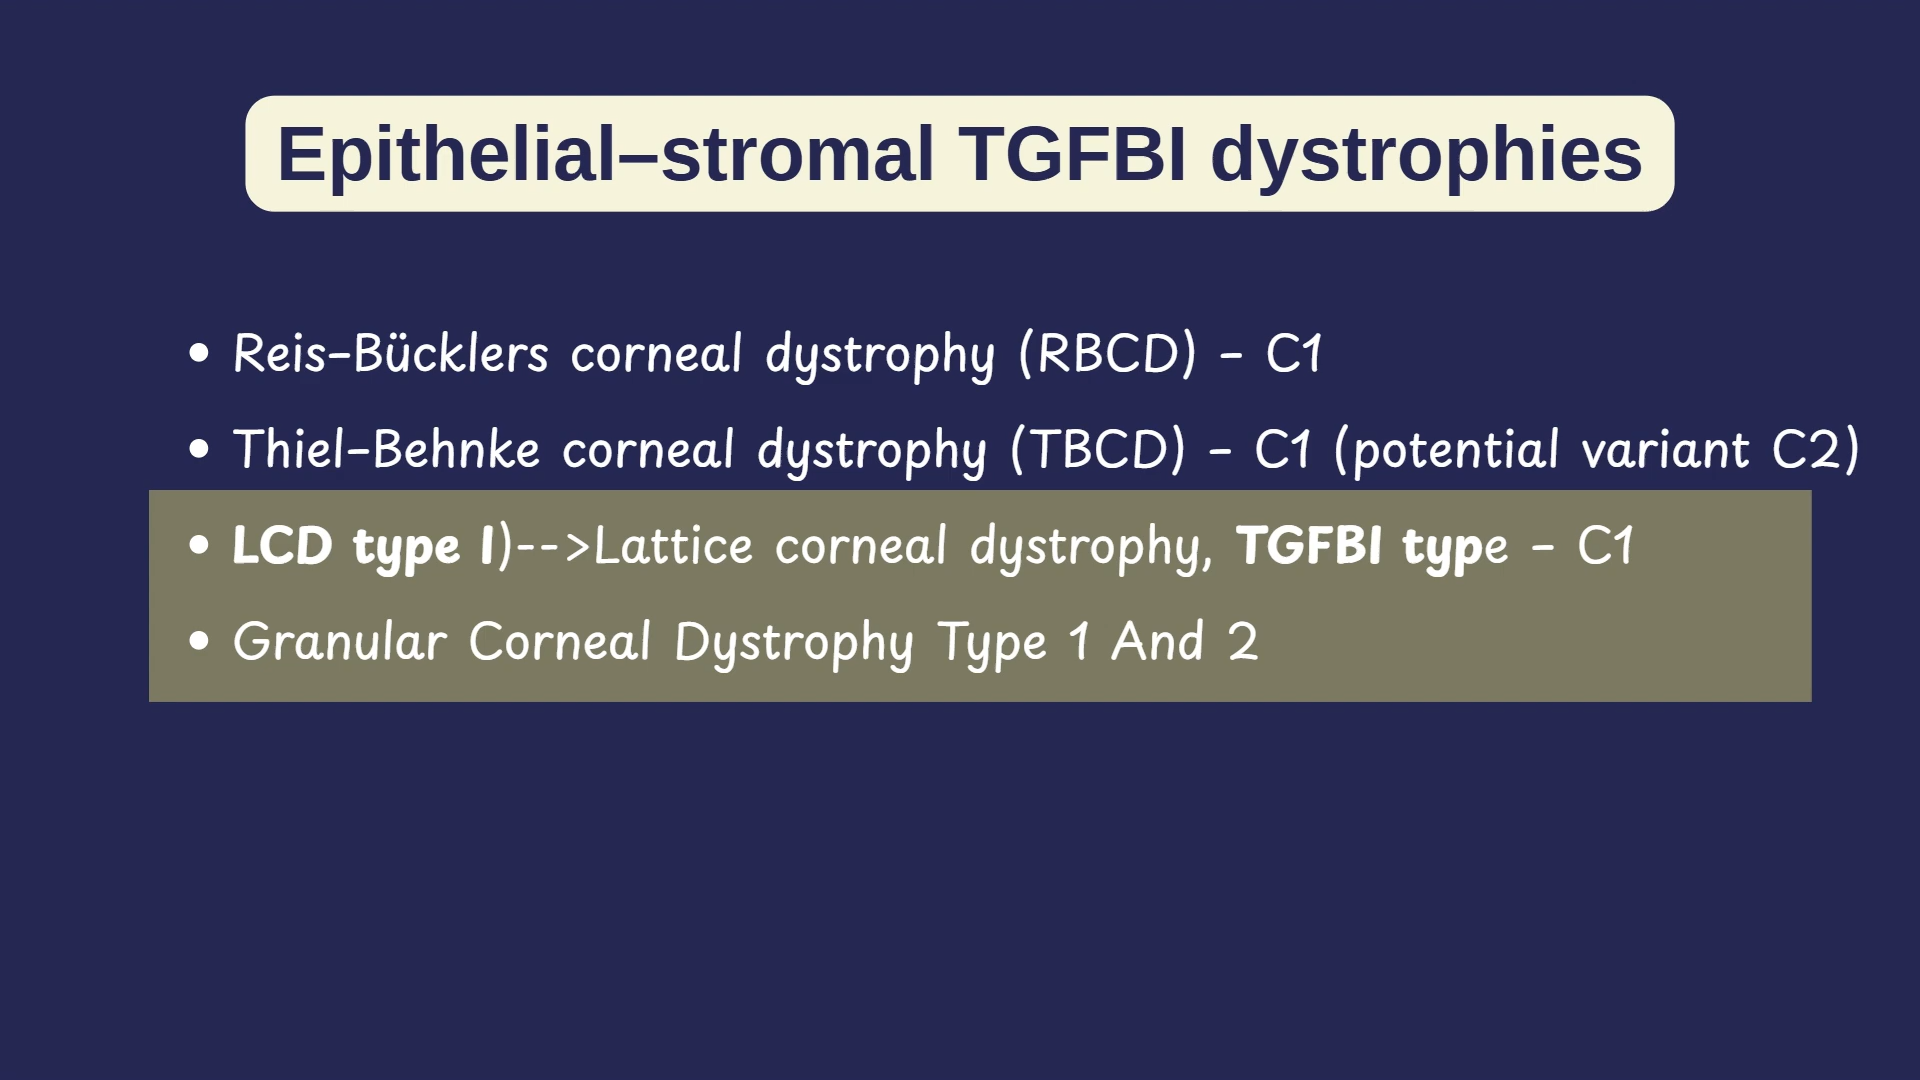 Epithelial–stromal TGFBI dystrophies
• Reis-Bücklers corneal dystrophy (RBCD) - C1
• Thiel-Behnke corneal dystrophy (TBCD) - C1 (potential variant C2)
• LCD type I)-->Lattice corneal dystrophy, TGFBI type - C1
• Granular Corneal Dystrophy Type 1 And 2